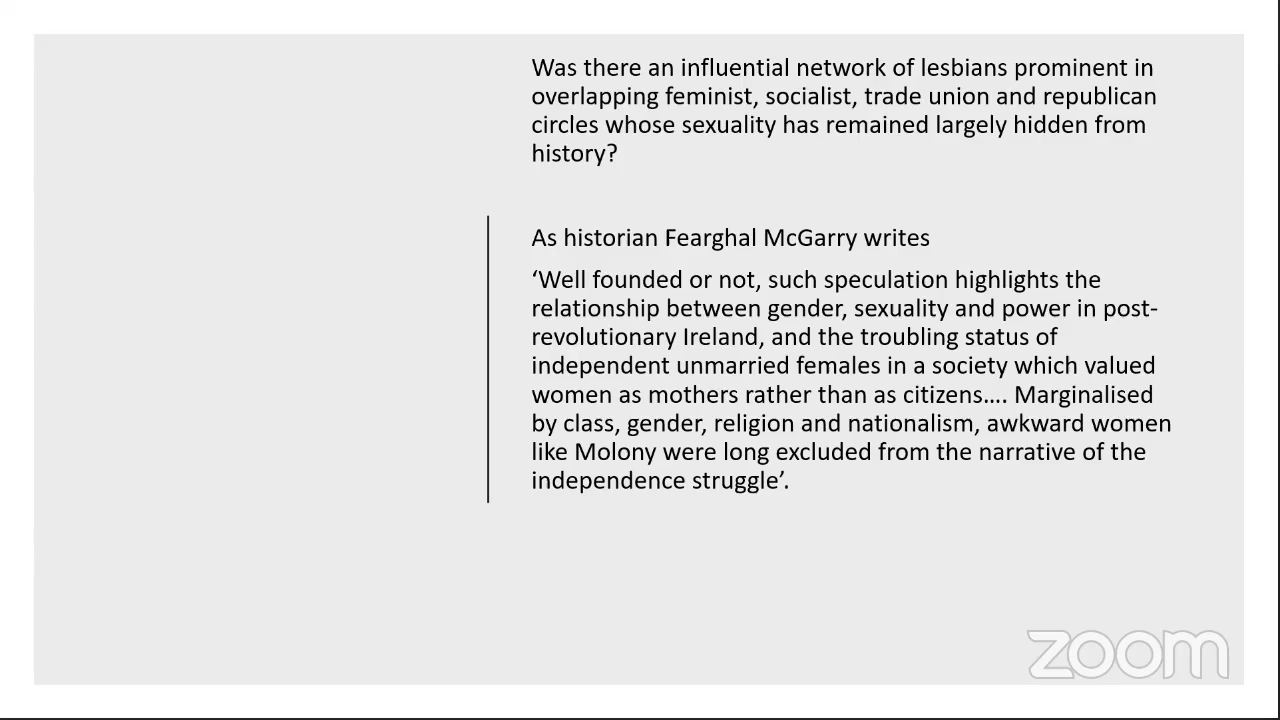 Was there an influential network of lesbians prominent in
overlapping feminist, socialist, trade union and republican
circles whose sexuality has remained largely hidden from
history?
As historian Fearghal McGarry writes
‘Well founded or not, such speculation highlights the
relationship between gender, sexuality and power in post-
revolutionary Ireland, and the troubling status of
independent unmarried females in a society which valued
women as mothers rather than as citizens…. Marginalised
by class, gender, religion and nationalism, awkward women
like Molony were long excluded from the narrative of the
independence struggle’.
zoom